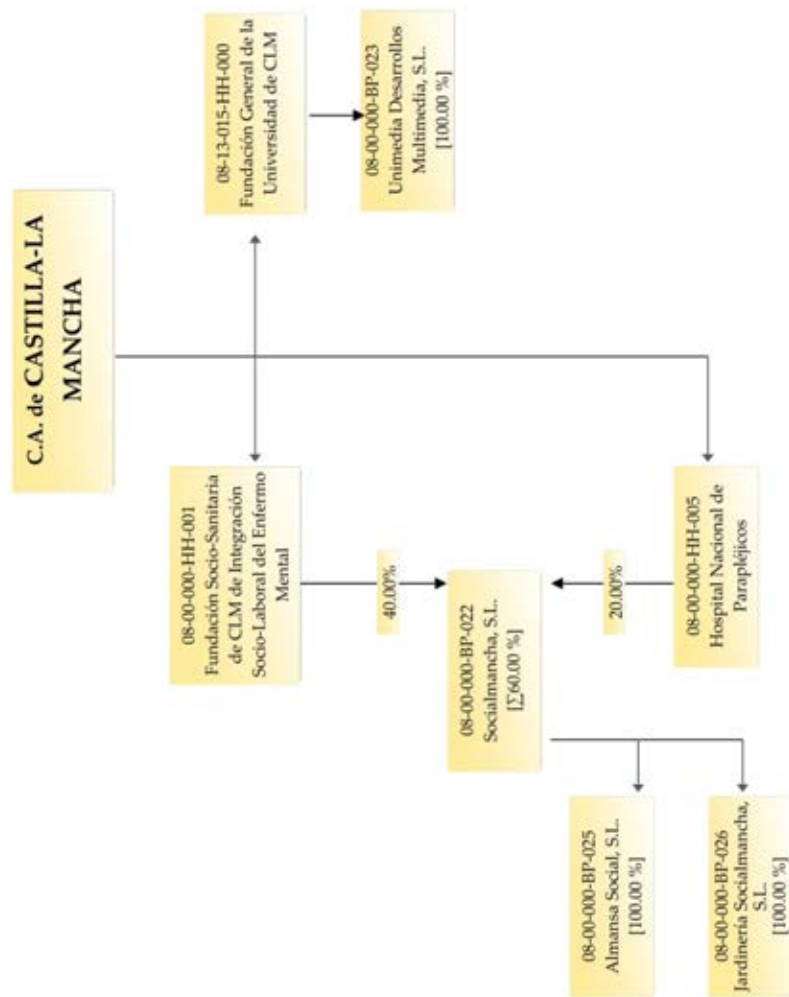 C.A. de CASTILLA-LA
MANCHA
08-00-000-HH-001
Fundación Socio-Sanitaria
de CLM de Integración
Socio-Laboral del Enfermo
Mental
08-13-015-HH-000
Fundación General de la
Universidad de CLM
40.00%
08-00-000-BP-023
Unimedia Desarrollos
Multimedia, S.L.
[100.00 %]
08-00-000-BP-022
Socialmancha, S.L.
[∑60.00 %]
20.00%
08-00-000-HH-005
Hospital Nacional de
Parapléjicos
08-00-000-BP-025
Almansa Social, S.L.
[100.00 %]
08-00-000-BP-026
Jardinería Socialmancha,
S.L.
[100.00 %]